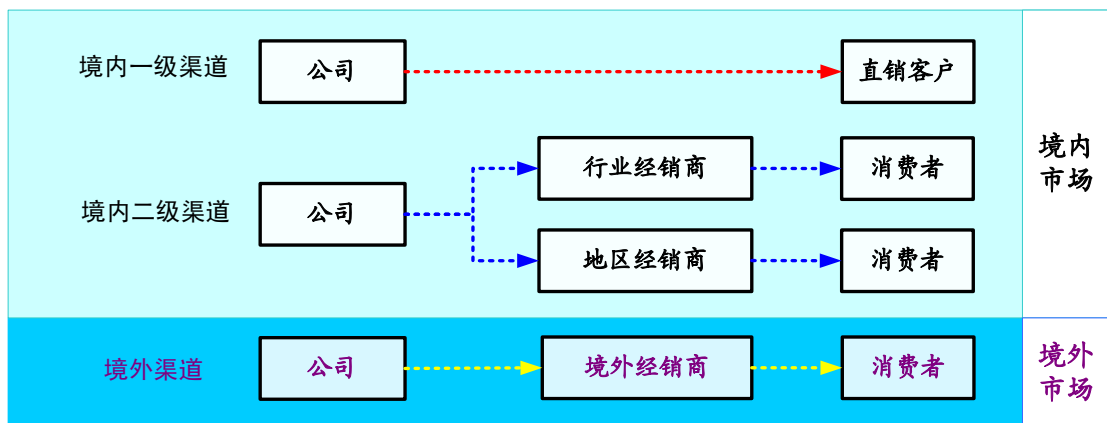 境内一级渠道
公司
直销客户
境内二级渠道
公司
行业经销商
消费者
地区经销商
消费者
境内
市场
境外渠道
公司
境外经销商
消费者
境外
市场